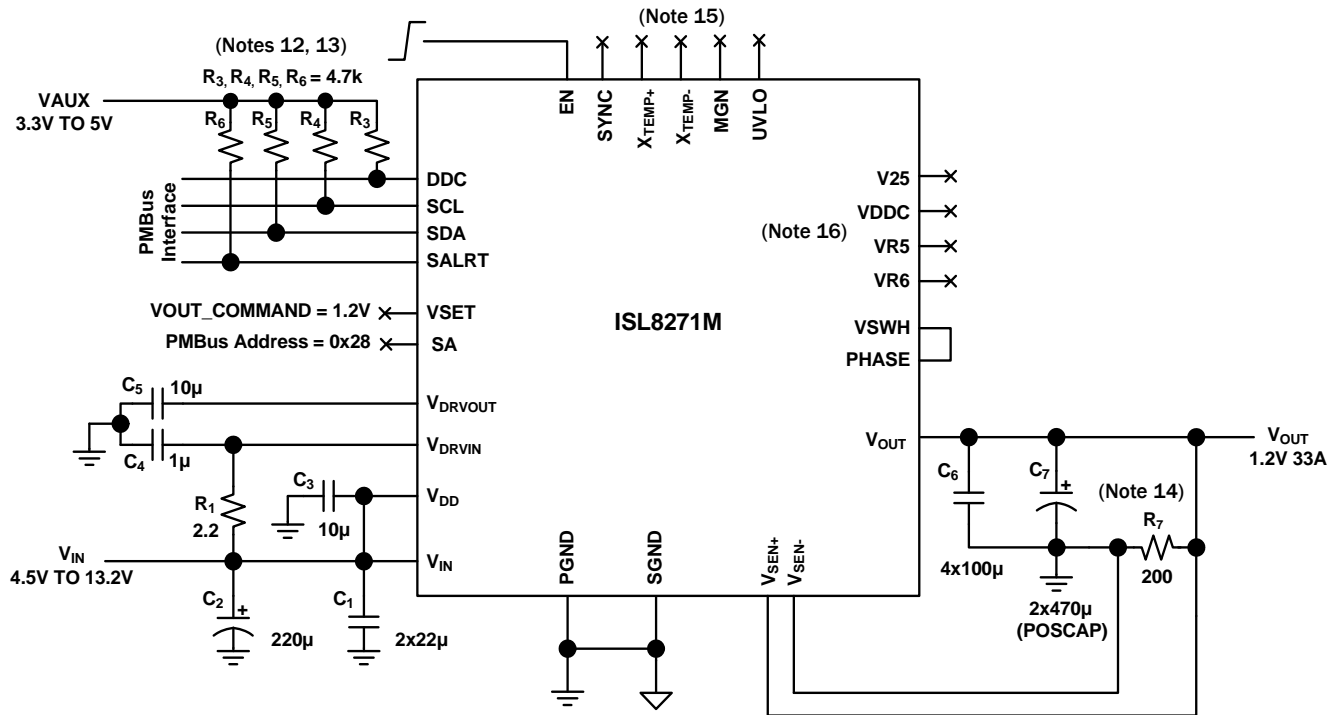 (Note 15)
(Notes 12, 13)
R3, R4, R5, R6 = 4.7k
VAUX
3.3V TO 5V
R6
R5
R4
R3
EN
SYNC
XTEMP+
XTEMP-
MGN
UVLO
PMBus
Interface
DDC
SCL
SDA
SALRT
V25
VDDC
(Note 16)
VR5
VR6
VOUT_COMMAND = 1.2V
VSET
PMBus Address = 0x28
SA
ISL8271M
VSWH
PHASE
C5
10µ
VDRVOUT
C4
1µ
VDRVIN
VOUT
VOUT
1.2V 33A
R1
2.2
C3
10µ
VDD
C6
4x100µ
C7
+
2x470µ
(POSCAP)
(Note 14)
R7
200
VIN
4.5V TO 13.2V
VIN
C2
+
220µ
C1
2x22µ
PGND
SGND
VSEN+
VSEN-